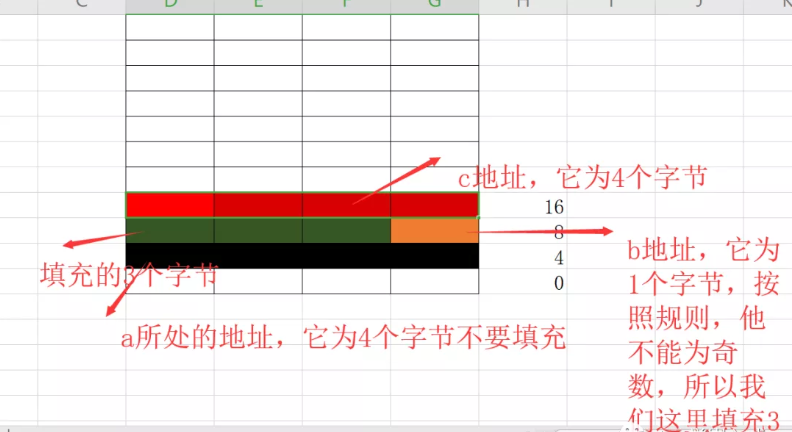 C D E F G H I J K
c地址，它为4个字节
16
8
4
0
填充的3个字节
a所处的地址，它为4个字节不要填充
b地址，它为
1个字节，按
照规则，他
不能为奇
数，所以我
们这里填充3